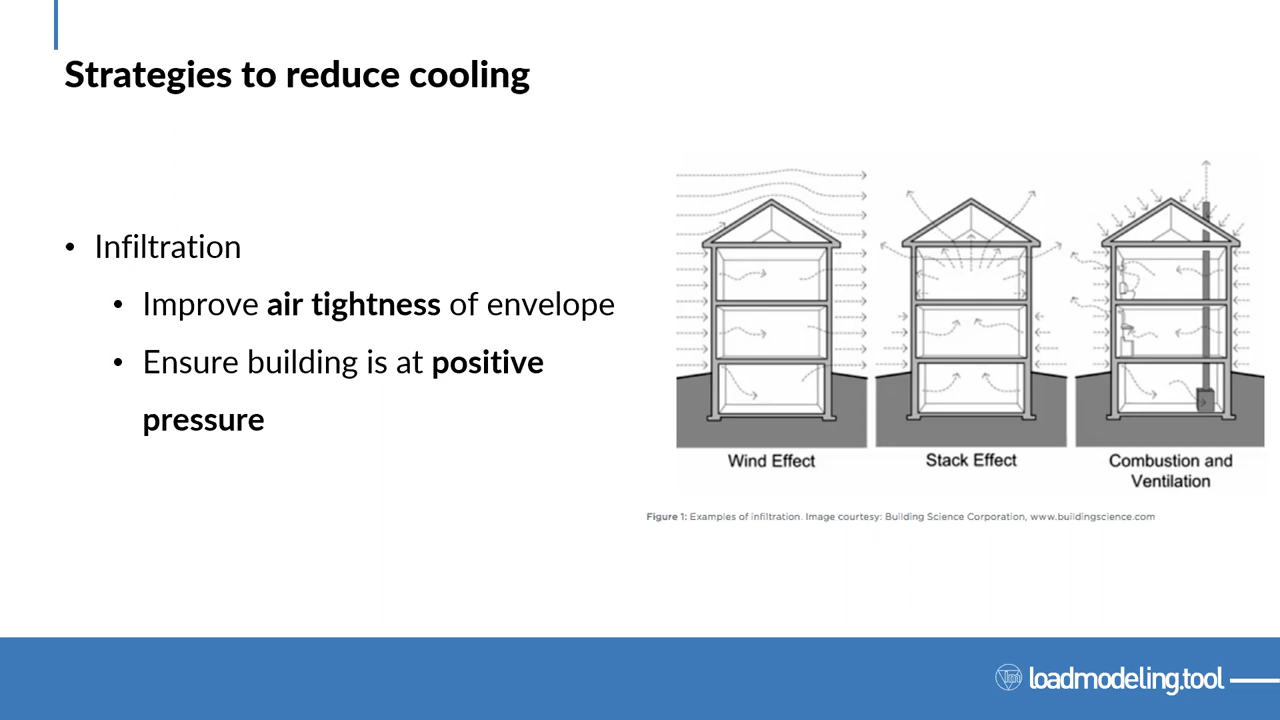 Strategies to reduce cooling
• Infiltration
• Improve air tightness of envelope
• Ensure building is at positive
pressure
Wind Effect
Stack Effect
Combustion and
Ventilation
Figure 1: Examples of infiltration. Image courtesy: Building Science Corporation, www.buildingscience.com
loadmodeling.tool